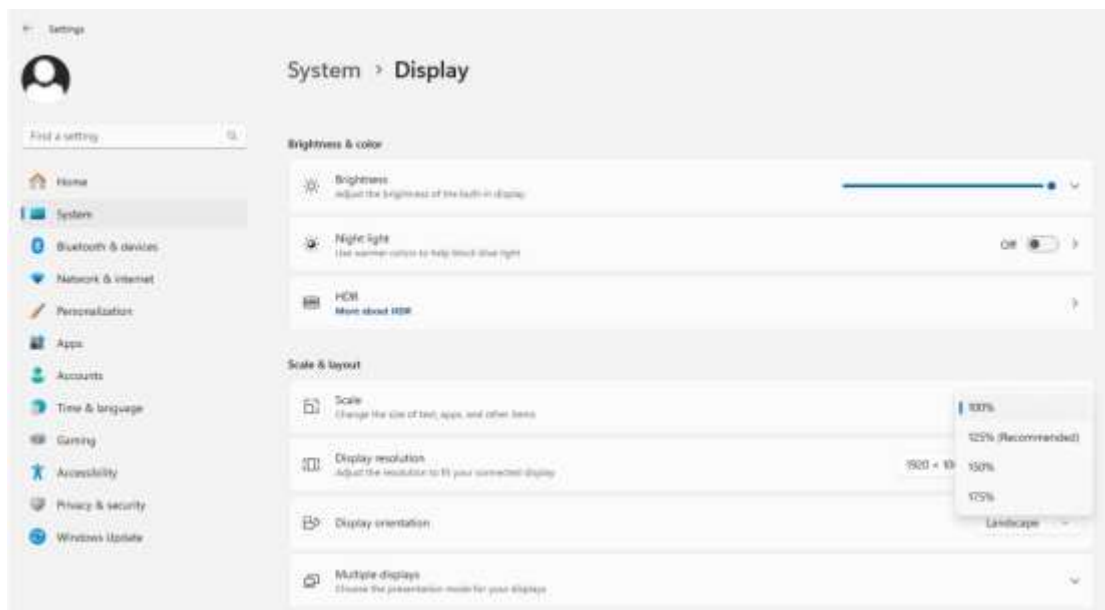 Settings
System > Display
Find a setting
Brightness & color
Home
Brightness
Adjust the brightness of the built-in display
System
Night light
Off
Use warmer colors to help block blue light
Bluetooth & devices
Network & internet
HDR
More about HDR
Personalization
Apps
Scale & layout
Accounts
Scale
Change the size of text, apps, and other items
100%
Time & language
125% (Recommended)
Gaming
Display resolution
Adjust the resolution to fit your connected display
1920 × 10
150%
Accessibility
175%
Privacy & security
Display orientation
Landscape
Windows Update
Multiple displays
Choose the presentation mode for your displays